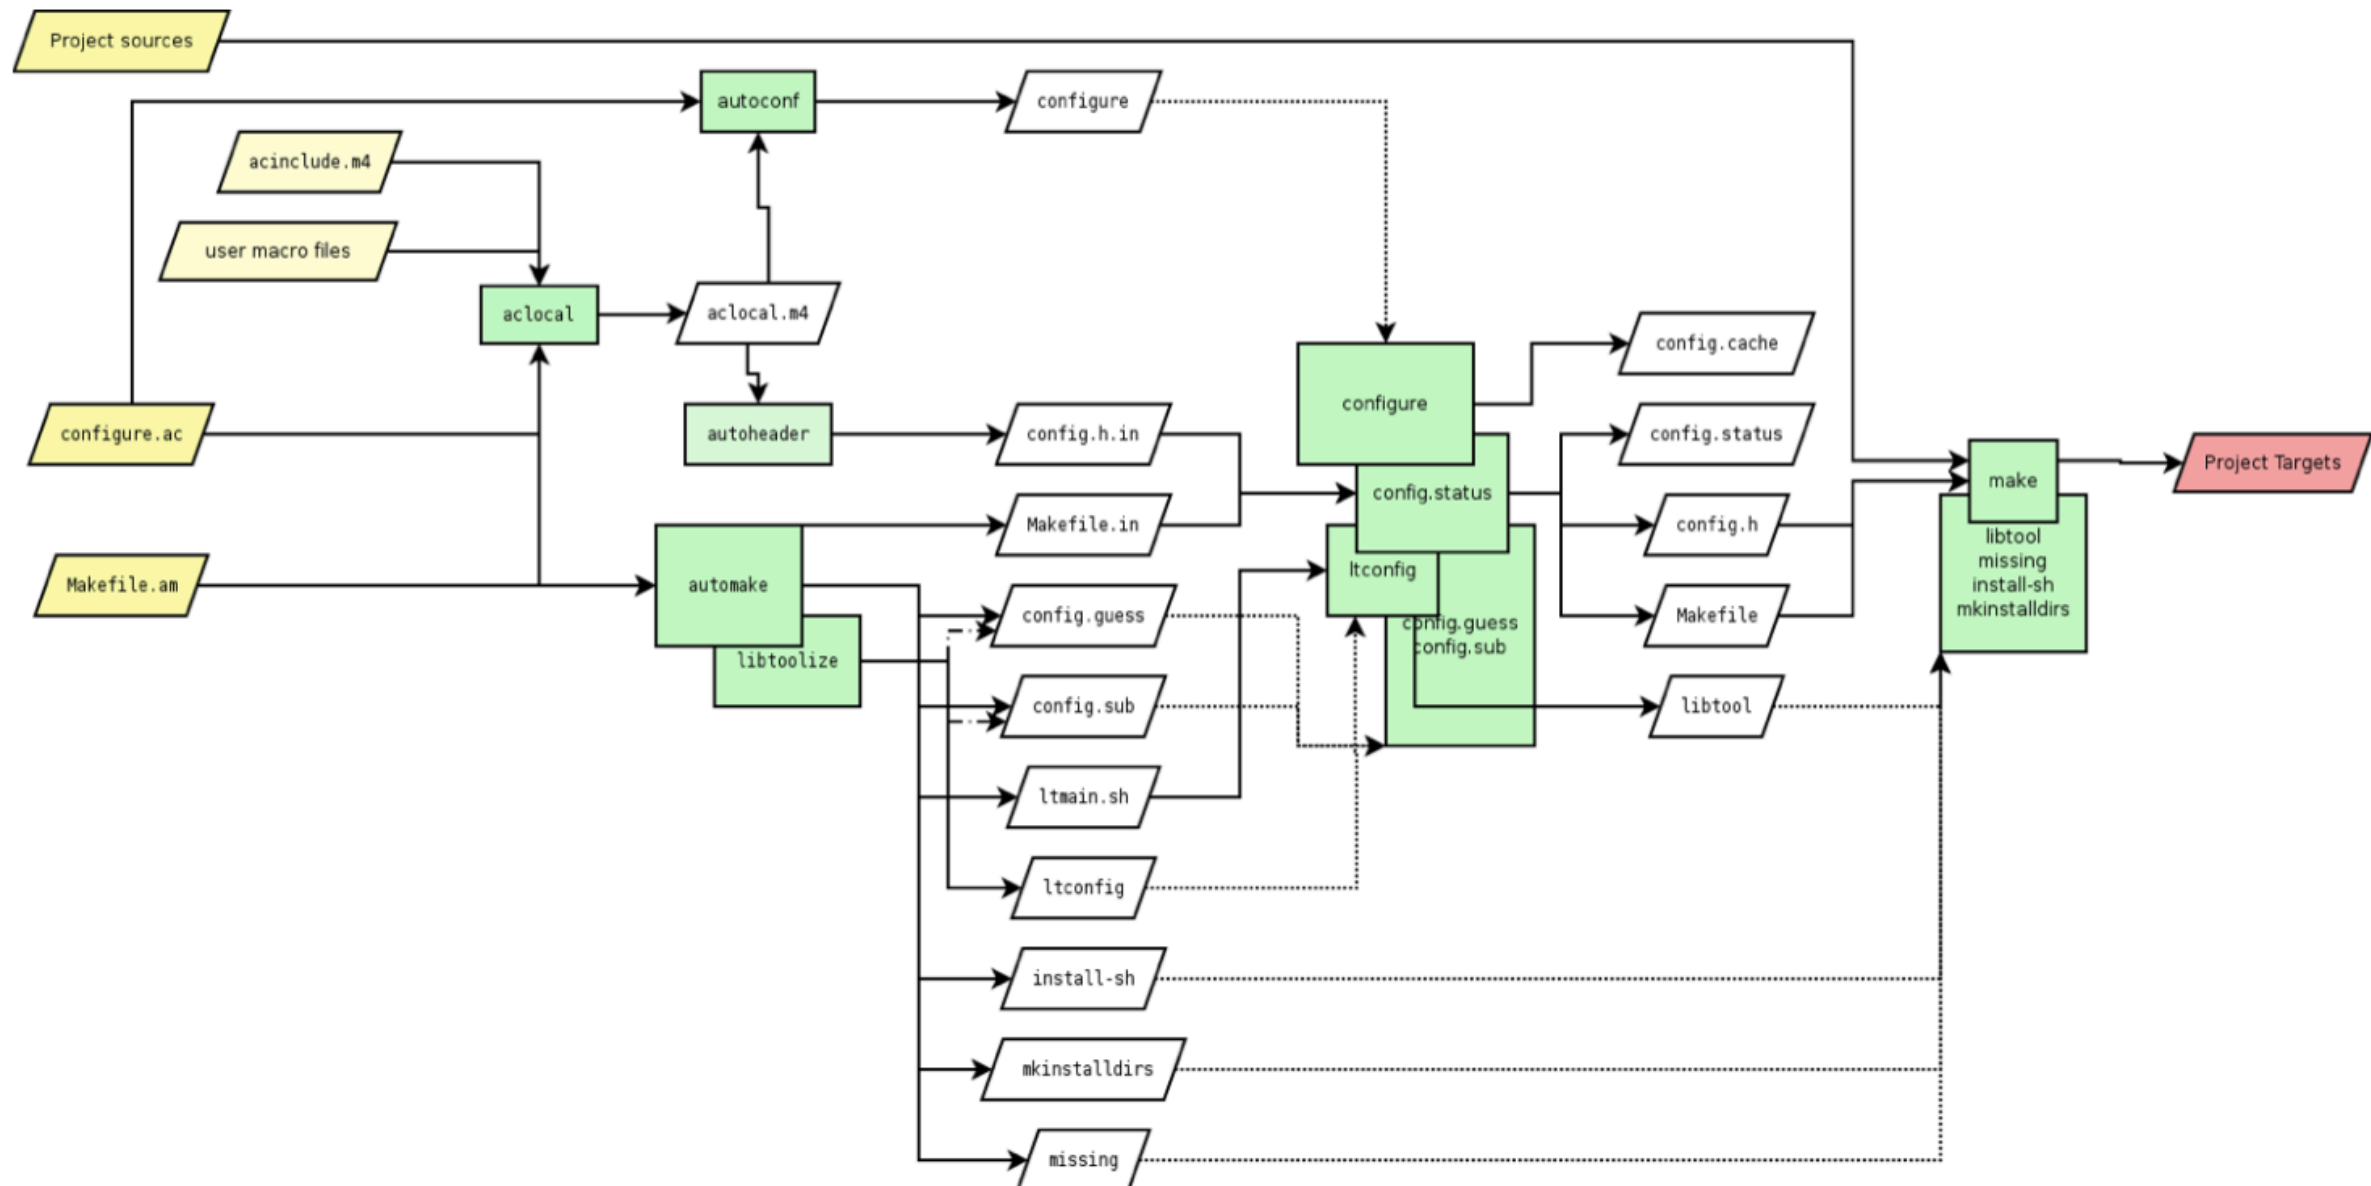 Project sources
autoconf
configure
acinclude.m4
user macro files
aclocal
aclocal.m4
config.cache
configure
configure.ac
autoheader
config.h.in
config.status
Project Targets
make
config.status
Makefile.in
config.h
libtool
missing
install-sh
mkinstalldirs
ltconfig
Makefile.am
automake
config.guess
config.guess
config.sub
Makefile
libtoolize
config.sub
libtool
ltmain.sh
ltconfig
install-sh
mkinstalldirs
missing